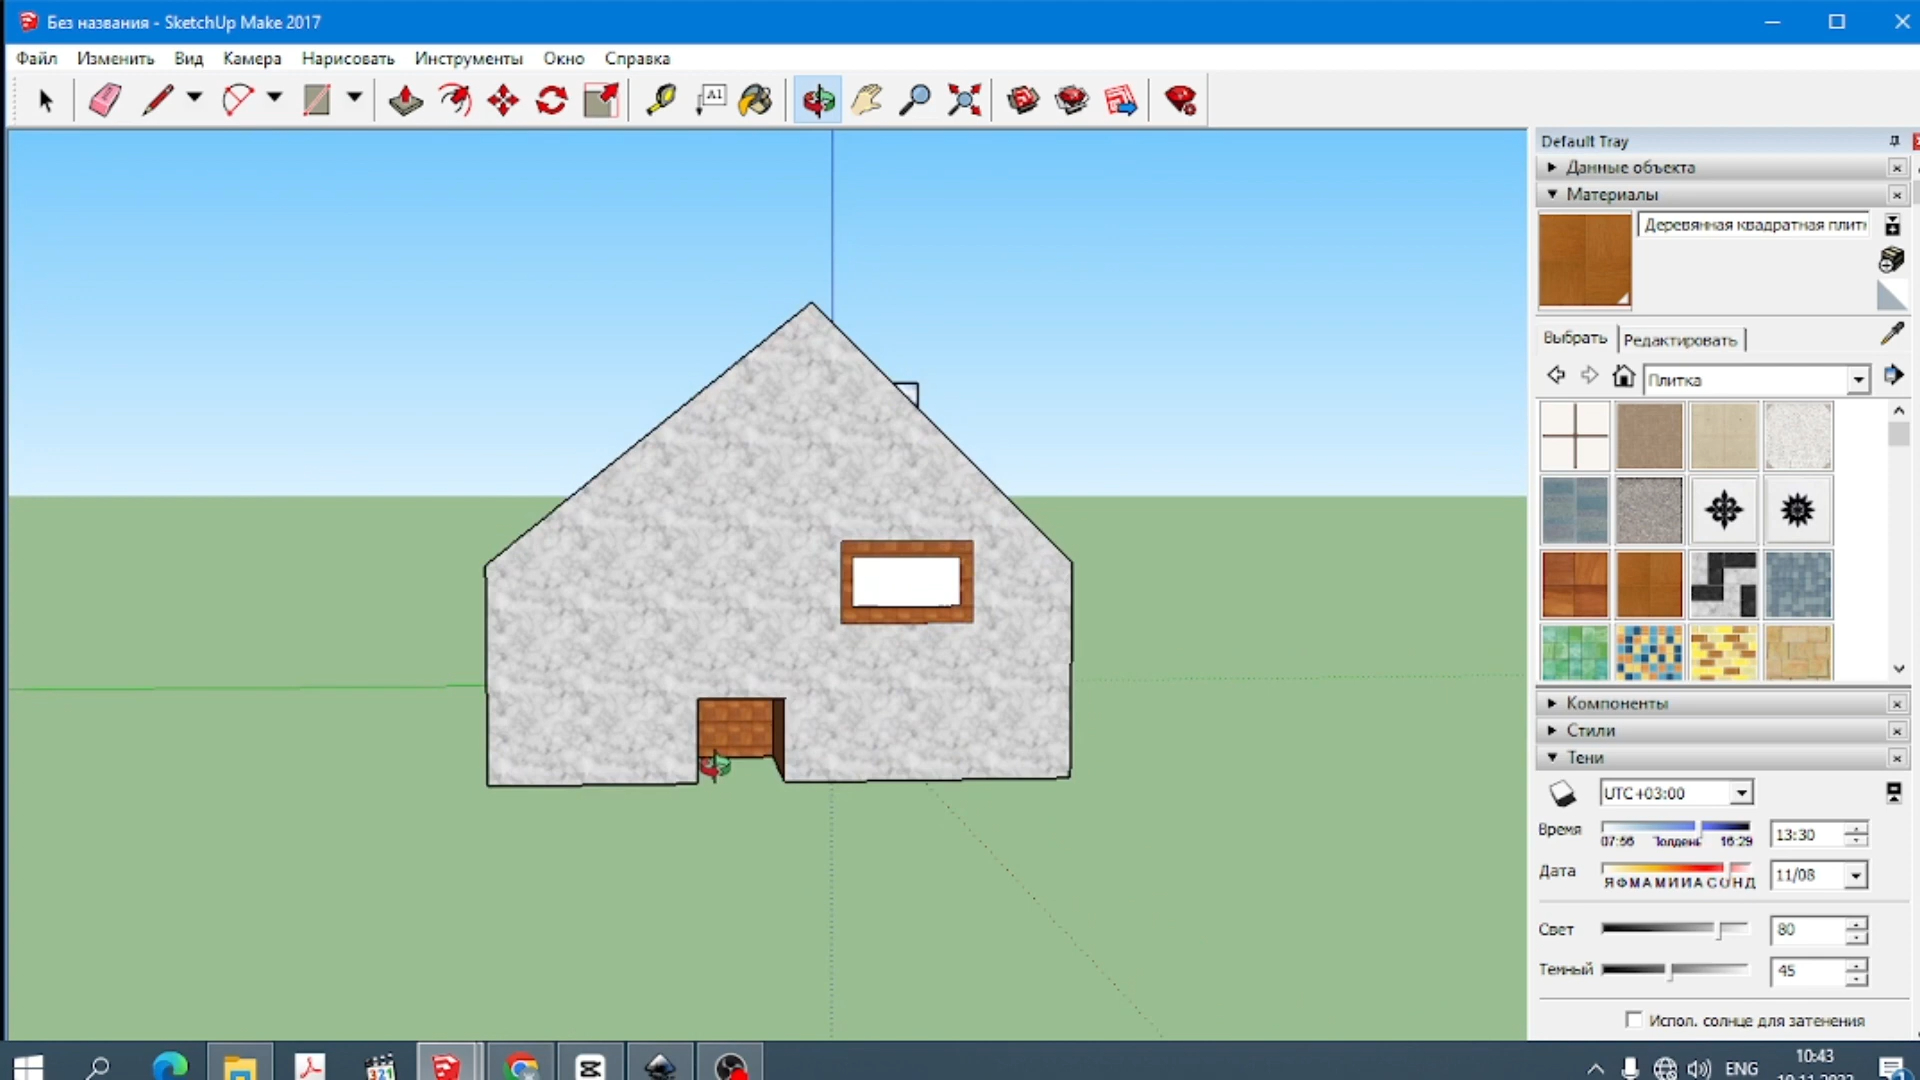 Без названия - SketchUp Make 2017
Файл Изменить Вид Камера Нарисовать Инструменты Окно Справка
A1
Default Tray
Данные объекта
Материалы
Деревянная квадратная плит
Выбрать Редактировать
Плитка
Компоненты
Стили
Тени
UTC+03:00
Время 07:56 Полдень 16:29 13:30
Дата Я Ф М А М И И А С О Н Д 11/08
Свет 80
Темный 45
Испол. солнце для затенения
321
ENG
10:43